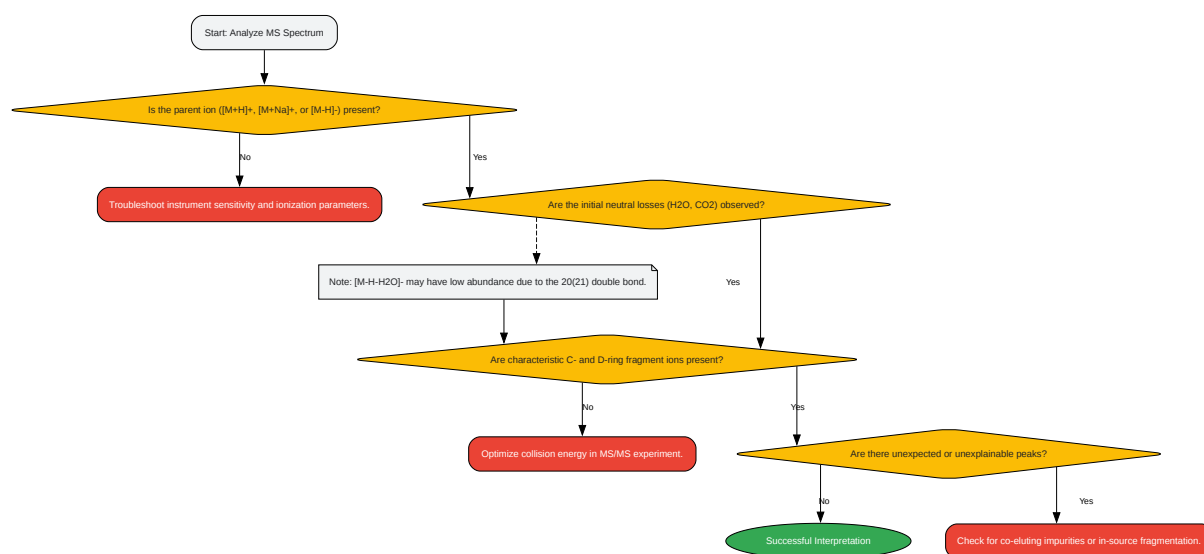 Start: Analyze MS Spectrum
Is the parent ion ([M+H]+, [M+Na]+, or [M-H]-) present?
No
Yes
Troubleshoot instrument sensitivity and ionization parameters.
Are the initial neutral losses (H2O, CO2) observed?
Note: [M-H-H2O]- may have low abundance due to the 20(21) double bond.
Yes
Are characteristic C- and D-ring fragment ions present?
No
Yes
Optimize collision energy in MS/MS experiment.
Are there unexpected or unexplainable peaks?
No
Yes
Successful Interpretation
Check for co-eluting impurities or in-source fragmentation.